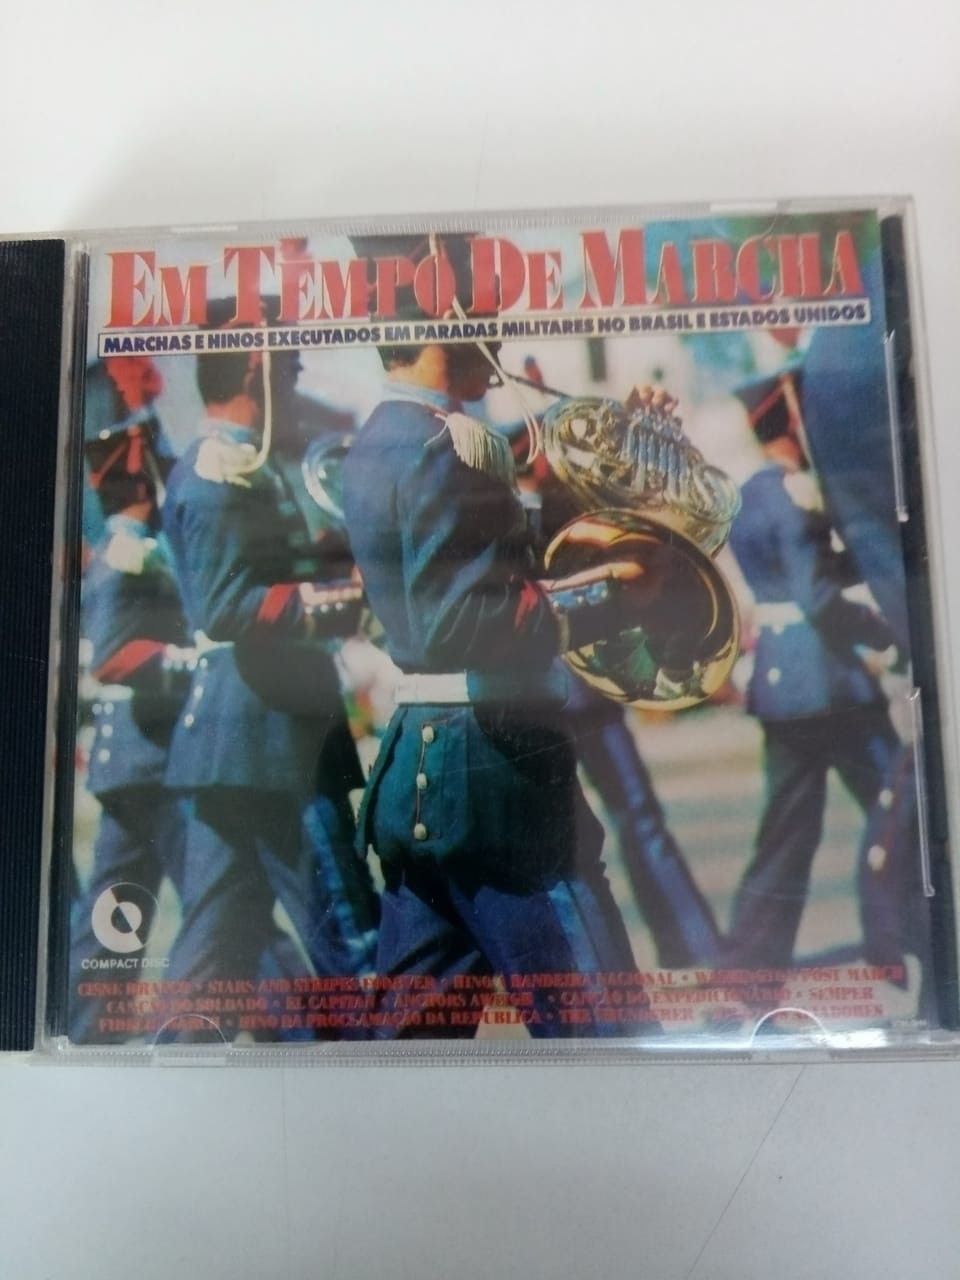 EM TEMPO DE MARCHA
MARCHAS E HINOS EXECUTADOS EM PARADAS MILITARES NO BRASIL E ESTADOS UNIDOS
COMPACT DISC
CISNE BRANCO • STARS AND STRIPES FOREVER • HINO À BANDEIRA NACIONAL • WASHINGTON POST MARCH
CANÇÃO DO SOLDADO • EL CAPITAN • ANCHORS AWEIGH • CANÇÃO DO EXPEDICIONÁRIO • SEMPER
FIDELIS MARCH • HINO DA PROCLAMAÇÃO DA REPÚBLICA • THE THUNDERER